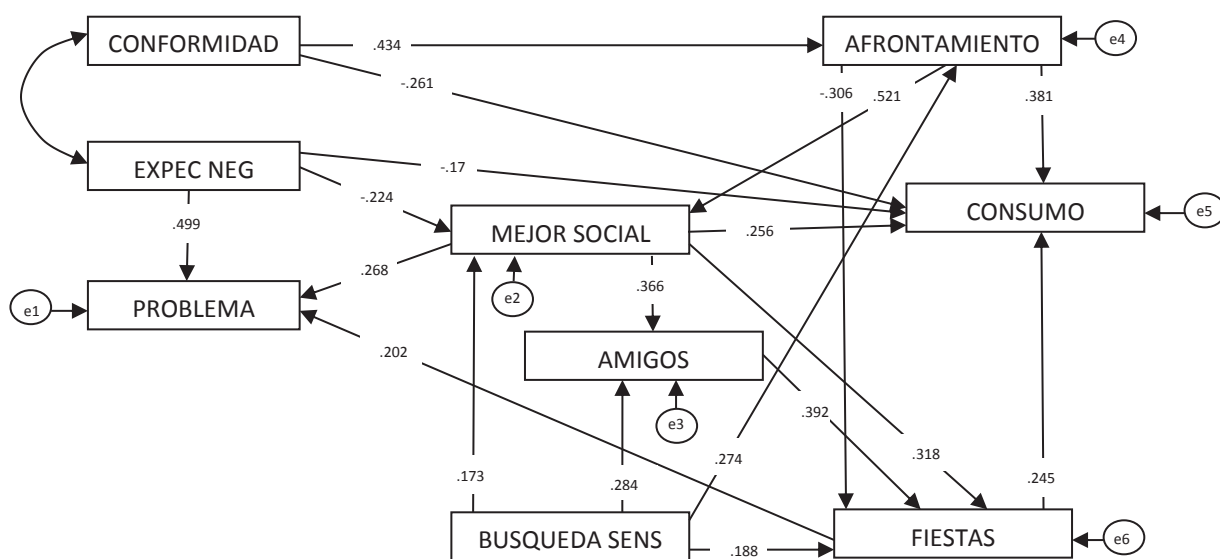 CONFORMIDAD
.434
AFRONTAMIENTO
e4
-.261
-.306
.521
.381
EXPEC NEG
-.17
-.224
.499
MEJOR SOCIAL
.256
CONSUMO
e5
.268
e2
.366
e1
PROBLEMA
.202
AMIGOS
e3
.392
.173
.284
.274
.318
.245
BUSQUEDA SENS
.188
FIESTAS
e6